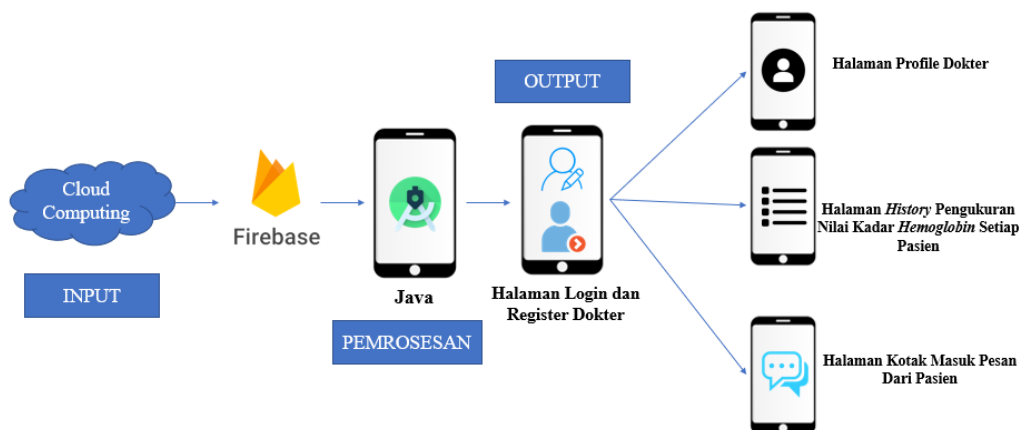 Cloud
Computing
INPUT
Firebase
Java
PEMROSESAN
OUTPUT
Halaman Login dan
Register Dokter
Halaman Profile Dokter
Halaman History Pengukuran
Nilai Kadar Hemoglobin Setiap
Pasien
Halaman Kotak Masuk Pesan
Dari Pasien